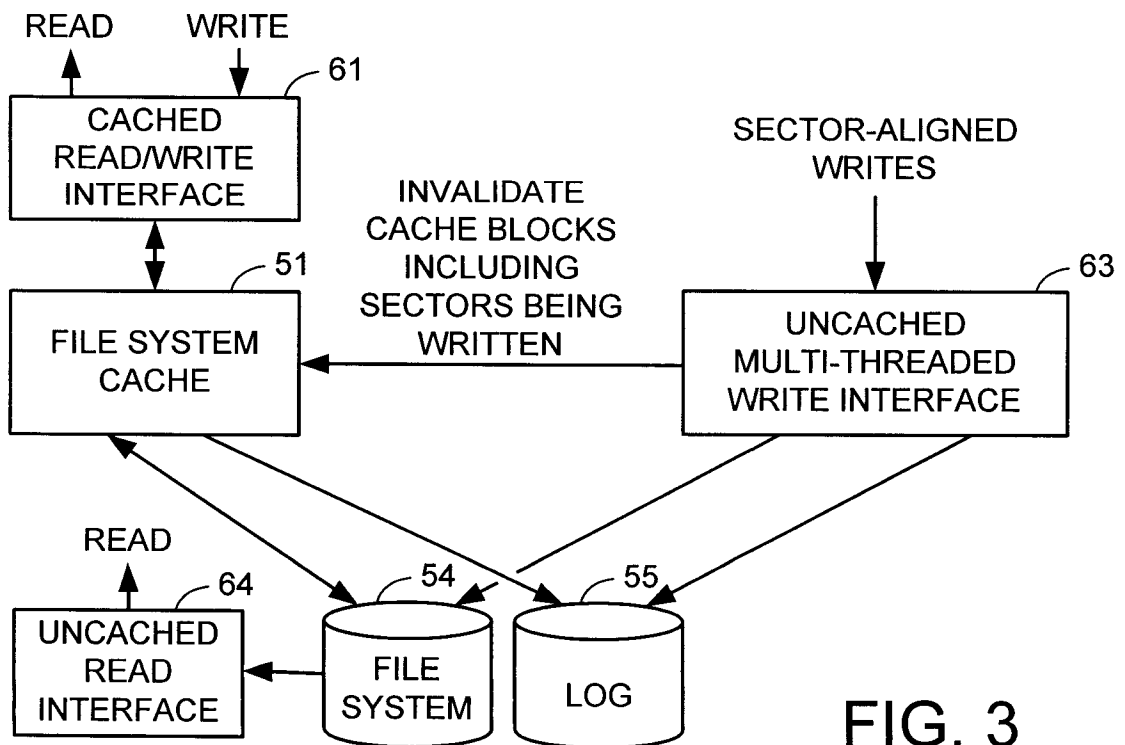 READ
WRITE
61
CACHED
READ/WRITE
INTERFACE
SECTOR-ALIGNED
WRITES
INVALIDATE
CACHE BLOCKS
INCLUDING
SECTORS BEING
WRITTEN
51
FILE SYSTEM
CACHE
63
UNCACHED
MULTI-THREADED
WRITE INTERFACE
READ
64
UNCACHED
READ
INTERFACE
54
FILE
SYSTEM
55
LOG
FIG. 3